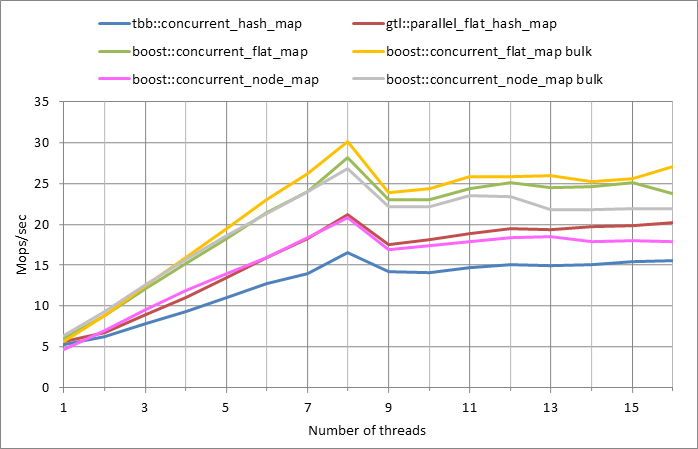 tbb::concurrent_hash_map gtl::parallel_flat_hash_map
boost::concurrent_flat_map boost::concurrent_flat_map bulk
boost::concurrent_node_map boost::concurrent_node_map bulk
35
30
25
20
15
10
5
0
Mops/sec
1 3 5 7 9 11 13 15
Number of threads